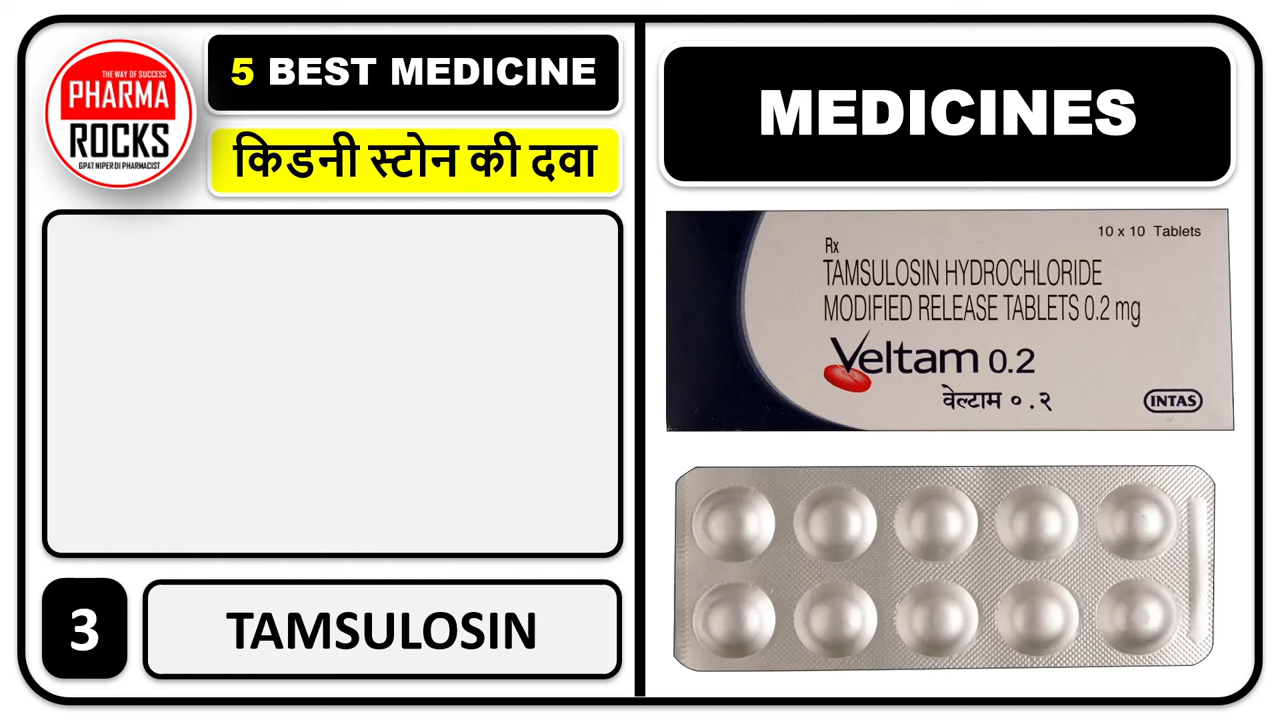 THE WAY OF SUCCESS
PHARMA
ROCKS
GPAT NIPER DI PHARMACIST
5 BEST MEDICINE
किडनी स्टोन की दवा
3
TAMSULOSIN
MEDICINES
10 x 10 Tablets
Rx
TAMSULOSIN HYDROCHLORIDE
MODIFIED RELEASE TABLETS 0.2 mg
Veltam 0.2
वेल्टाम ०.२
INTAS